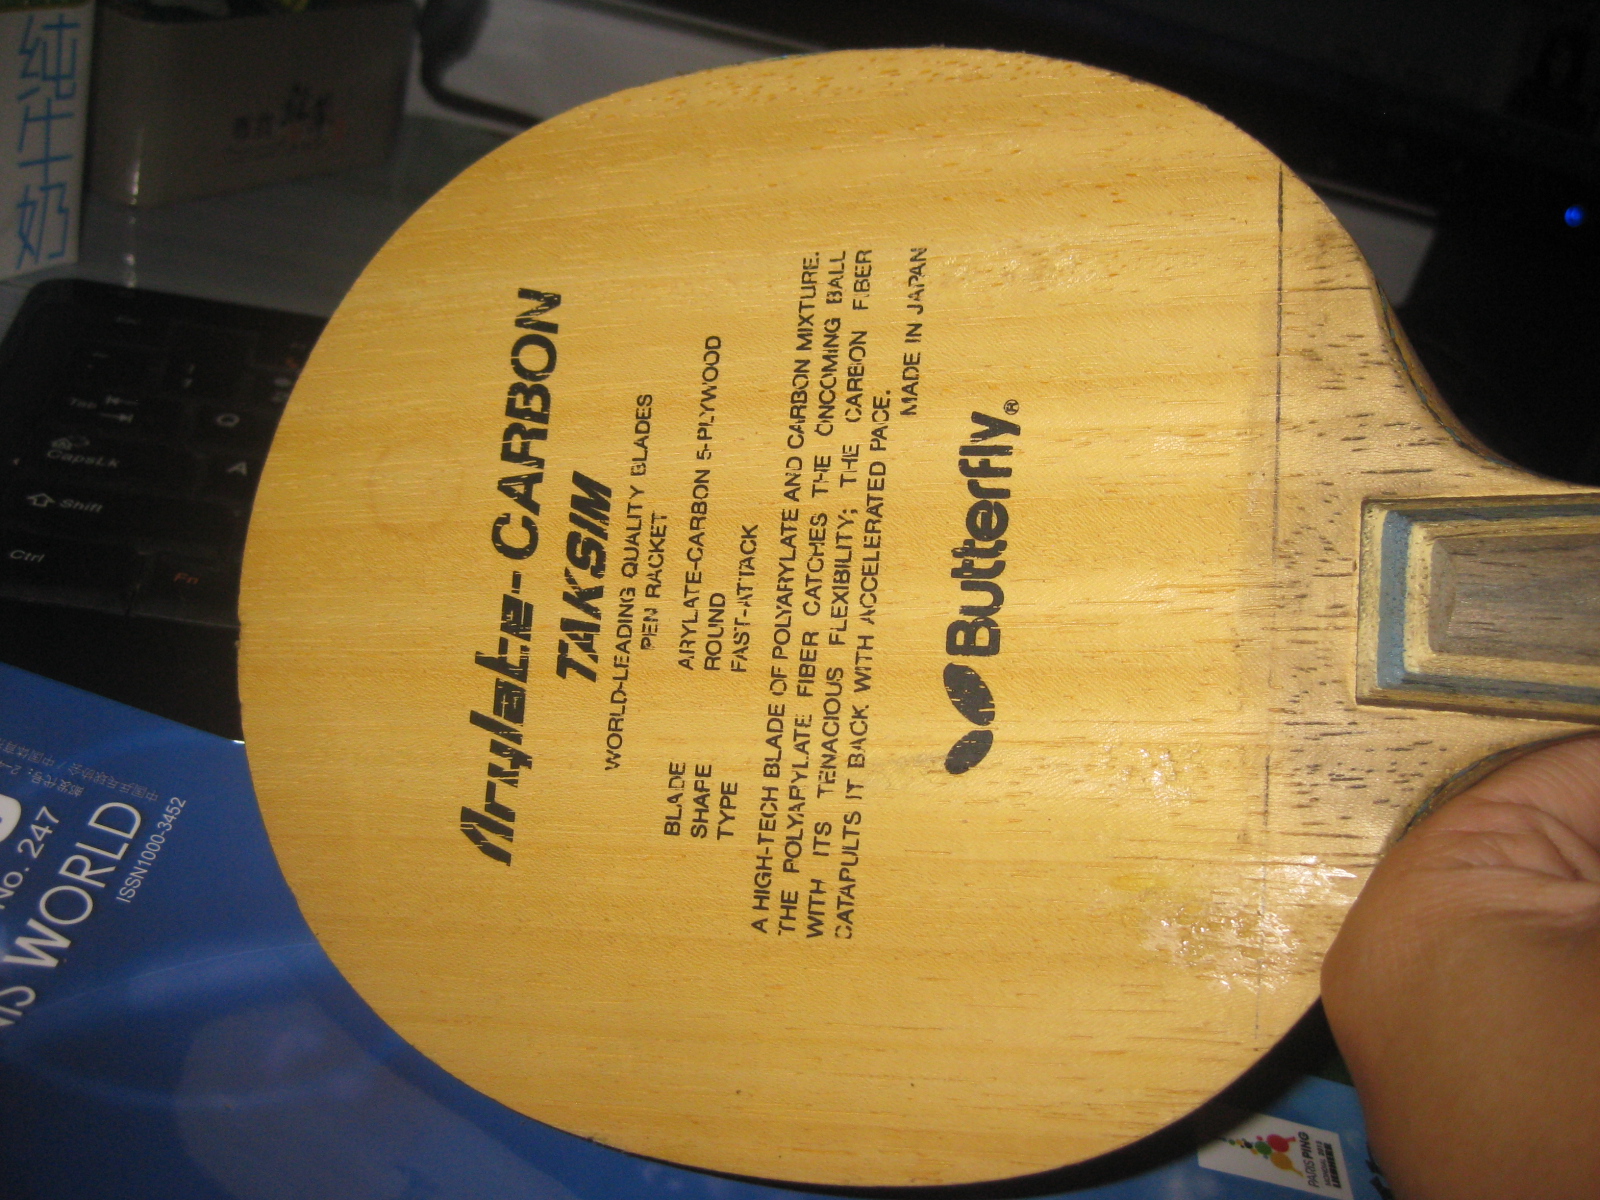 Arylate-CARBON
TAKSIM
WORLD-LEADING QUALITY BLADES
PEN RACKET
BLADE ARYLATE-CARBON 5-PLYWOOD
SHAPE ROUND
TYPE FAST-ATTACK
A HIGH-TECH BLADE OF POLYARYLATE AND CARBON MIXTURE.
THE POLYARYLATE FIBER CATCHES THE INCOMING BALL
WITH ITS TENACIOUS FLEXIBILITY; THE CARBON FIBER
CATAPULTS IT BACK WITH ACCELERATED PACE.
MADE IN JAPAN
Butterfly®
纯牛奶
Tab
CapsLk
Shift
Ctrl
Fn
A
No. 247
WORLD
ISSN1000-3452
PARIS PING